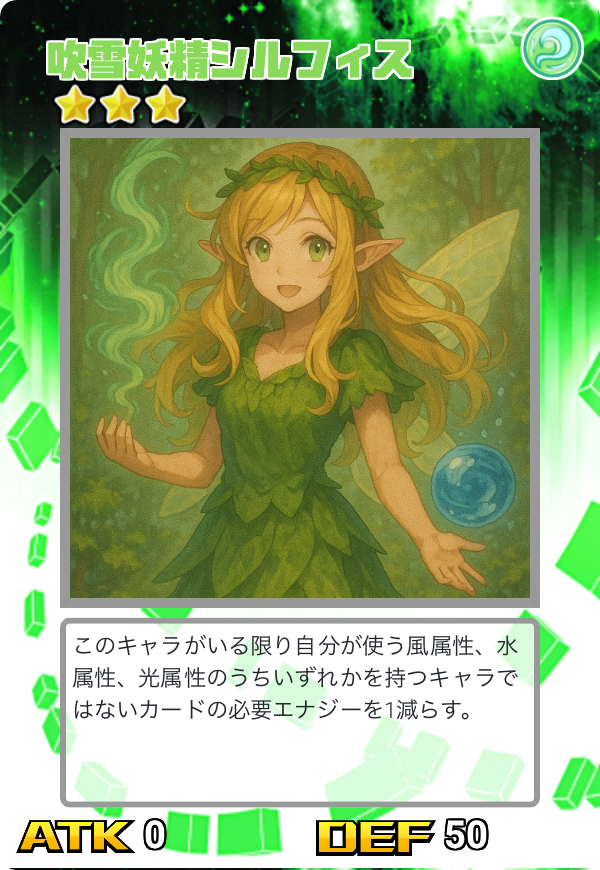 吹雪妖精シルフィス
このキャラがいる限り自分が使う風属性、水
属性、光属性のうちいずれかを持つキャラで
はないカードの必要エナジーを1減らす。
ATK 0 DEF 50